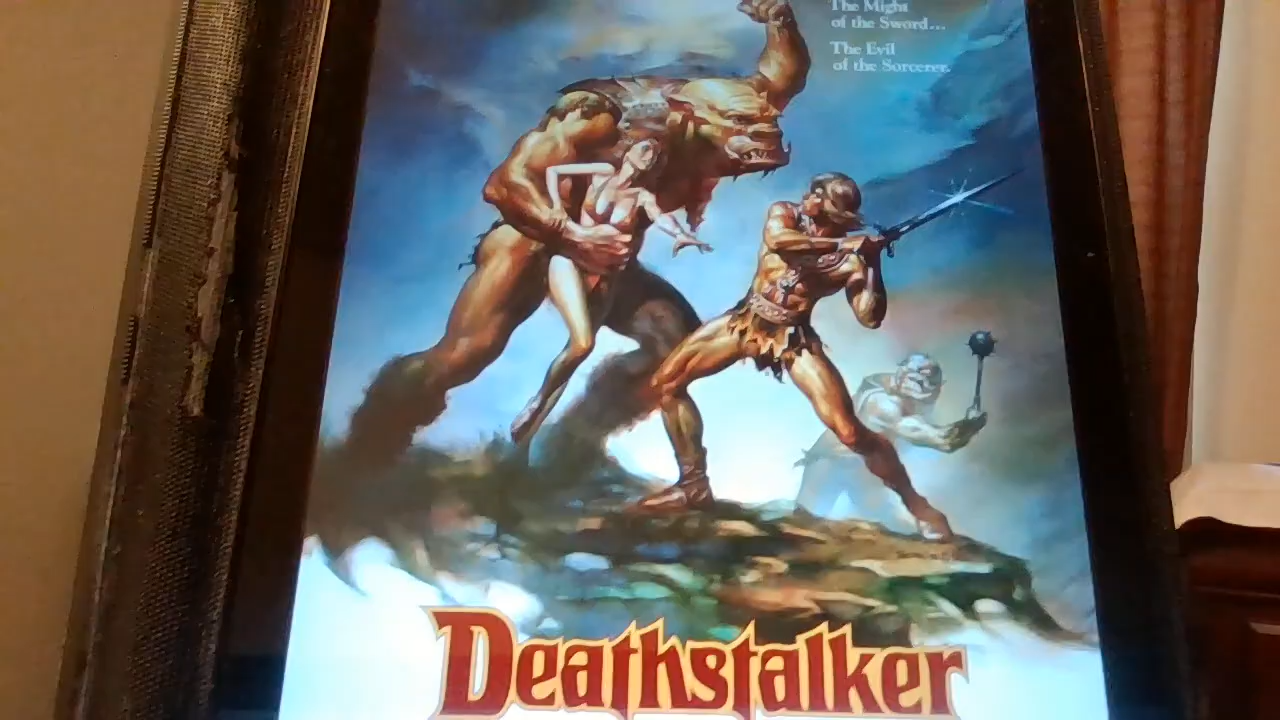 The Might
of the Sword...
The Evil
of the Sorcerer.
Deathstalker